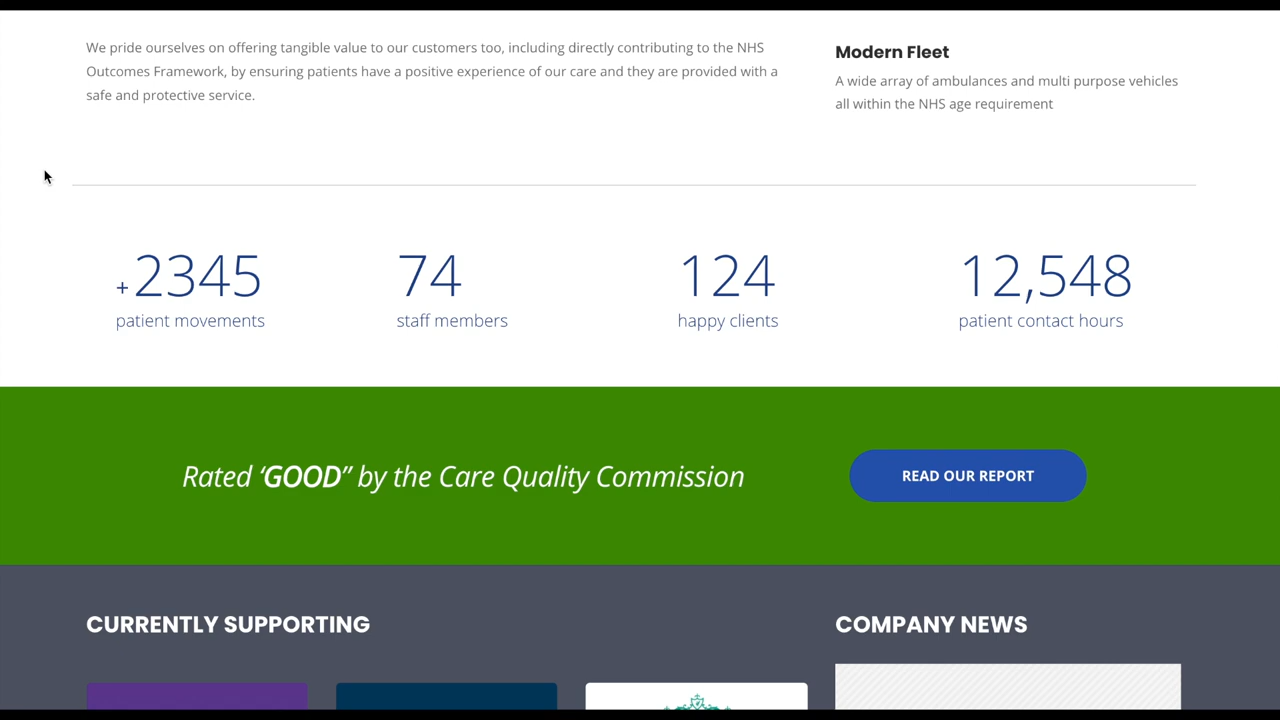 We pride ourselves on offering tangible value to our customers too, including directly contributing to the NHS
Outcomes Framework, by ensuring patients have a positive experience of our care and they are provided with a
safe and protective service.
Modern Fleet
A wide array of ambulances and multi purpose vehicles
all within the NHS age requirement
+2345
patient movements
74
staff members
124
happy clients
12,548
patient contact hours
Rated ‘GOOD” by the Care Quality Commission
READ OUR REPORT
CURRENTLY SUPPORTING
COMPANY NEWS